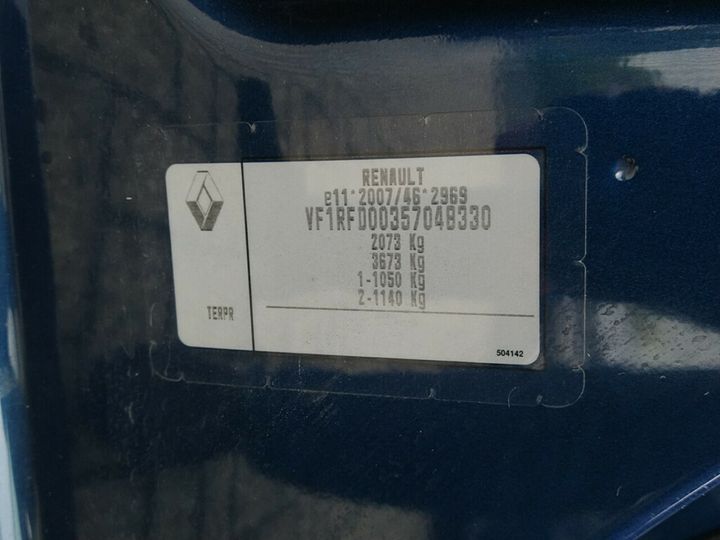 RENAULT
e11*2007/46*2969
VF1RFD00357048330
2073 Kg
3673 Kg
1-1050 Kg
2-1140 Kg
TERPR
504142